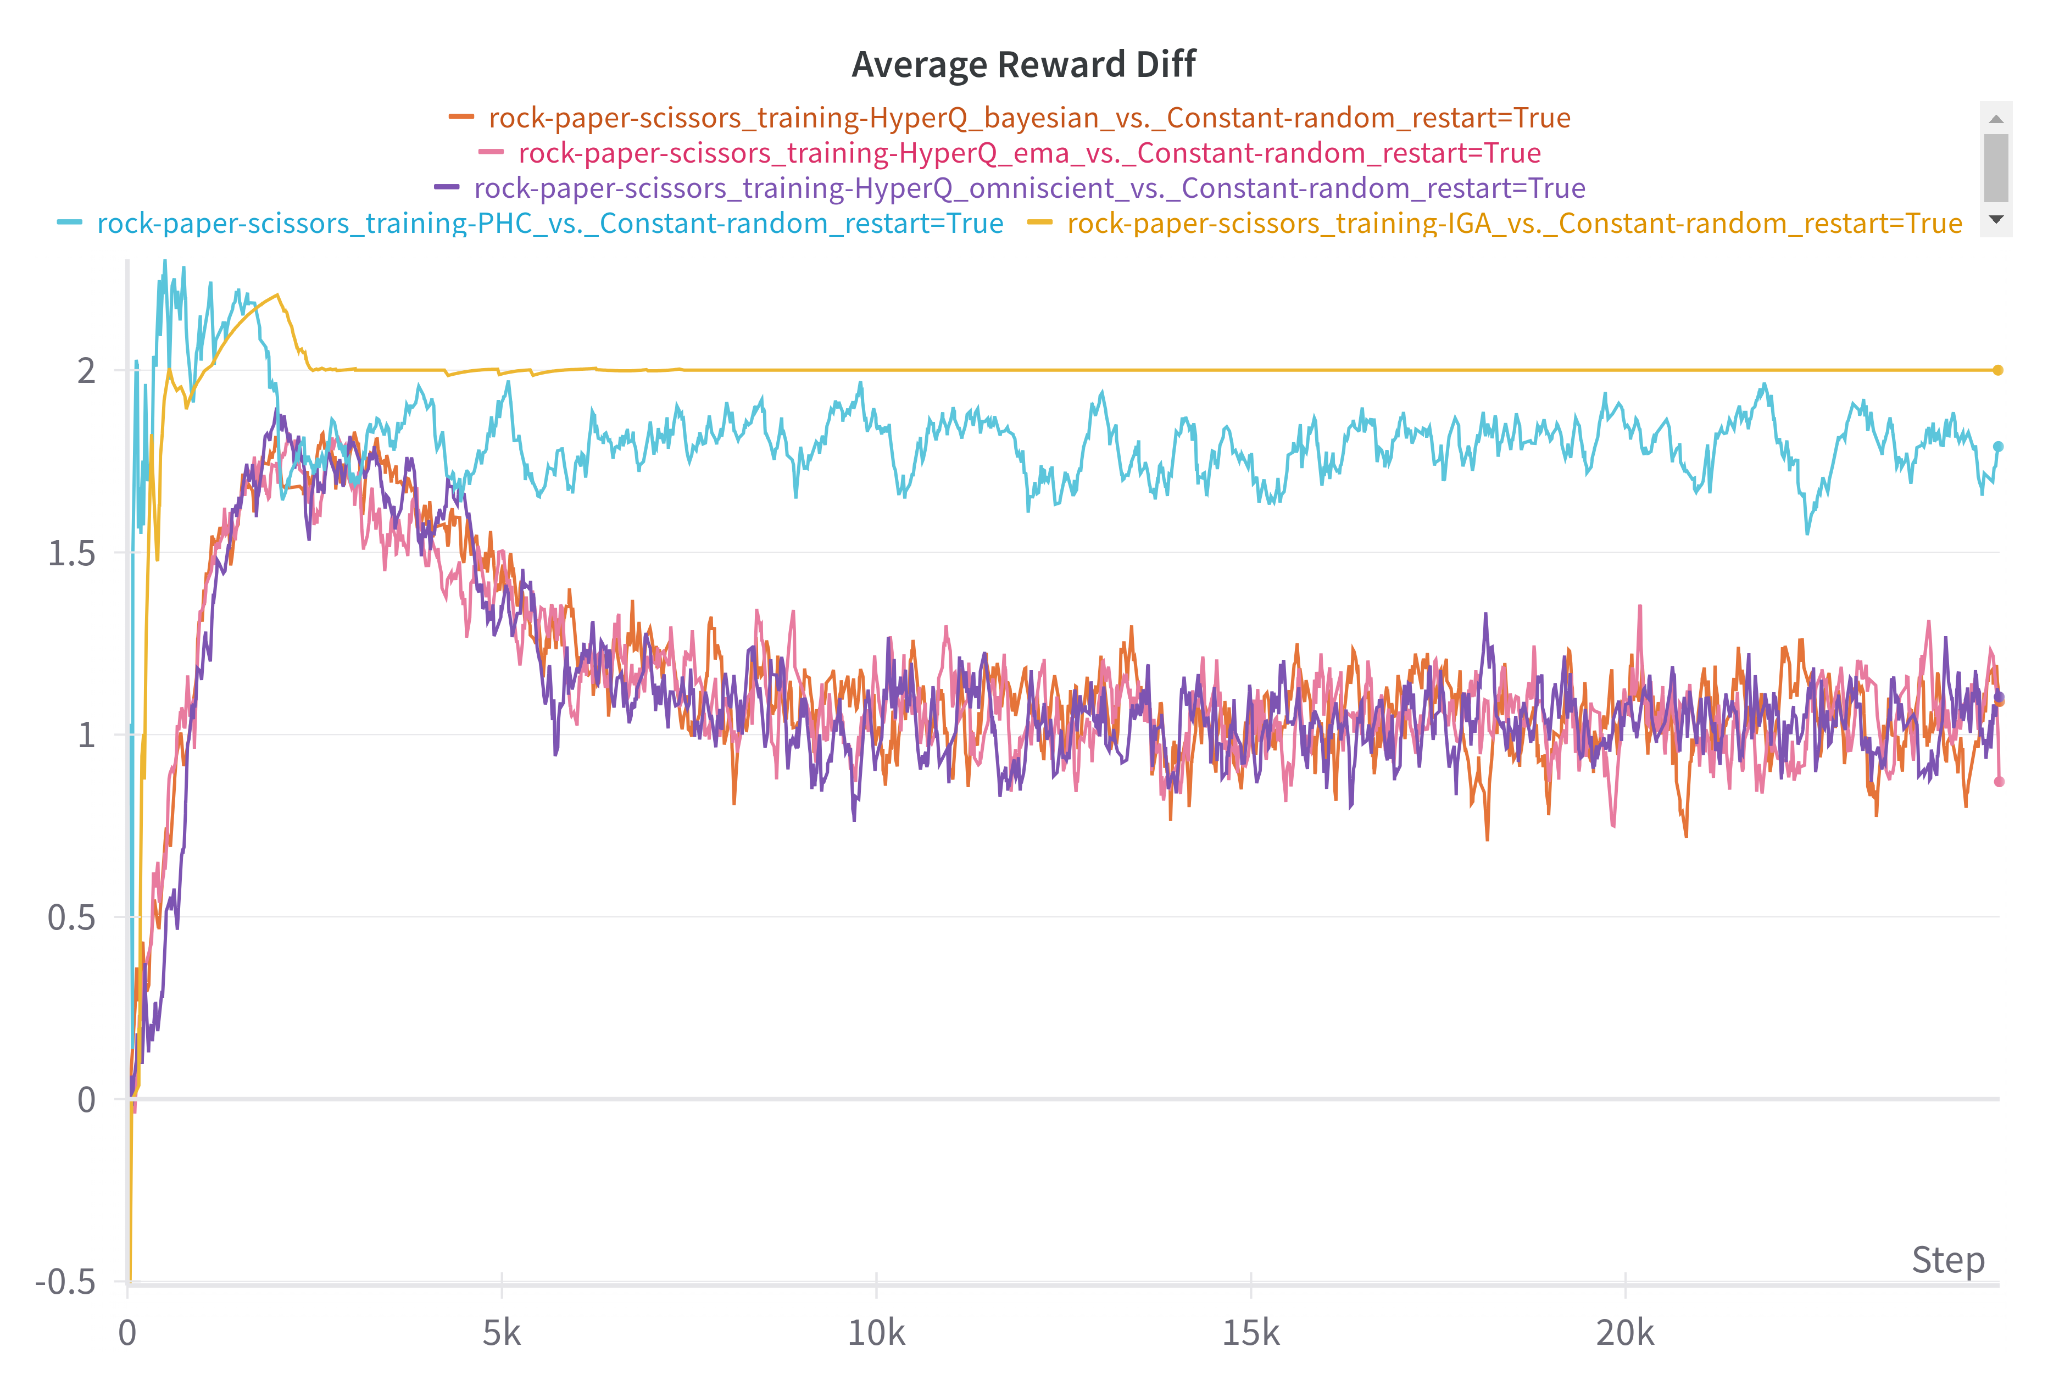 Average Reward Diff
rock-paper-scissors_training-HyperQ_bayesian_vs._Constant-random_restart=True
rock-paper-scissors_training-HyperQ_ema_vs._Constant-random_restart=True
rock-paper-scissors_training-HyperQ_omniscient_vs._Constant-random_restart=True
rock-paper-scissors_training-PHC_vs._Constant-random_restart=True rock-paper-scissors_training-IGA_vs._Constant-random_restart=True
2
1.5
1
0.5
0
-0.5
Step
0 5k 10k 15k 20k